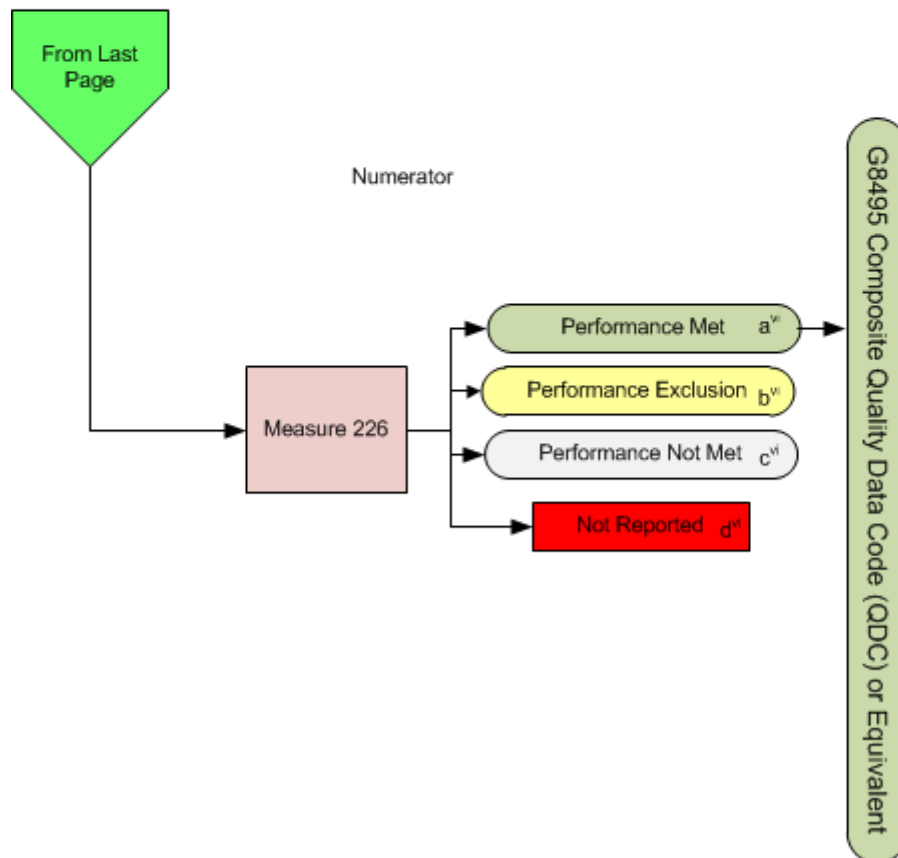 From Last
Page
Numerator
Performance Met a^vi
Performance Exclusion b^vi
Measure 226
Performance Not Met c^vi
Not Reported d^vi
G8495 Composite Quality Data Code (QDC) or Equivalent